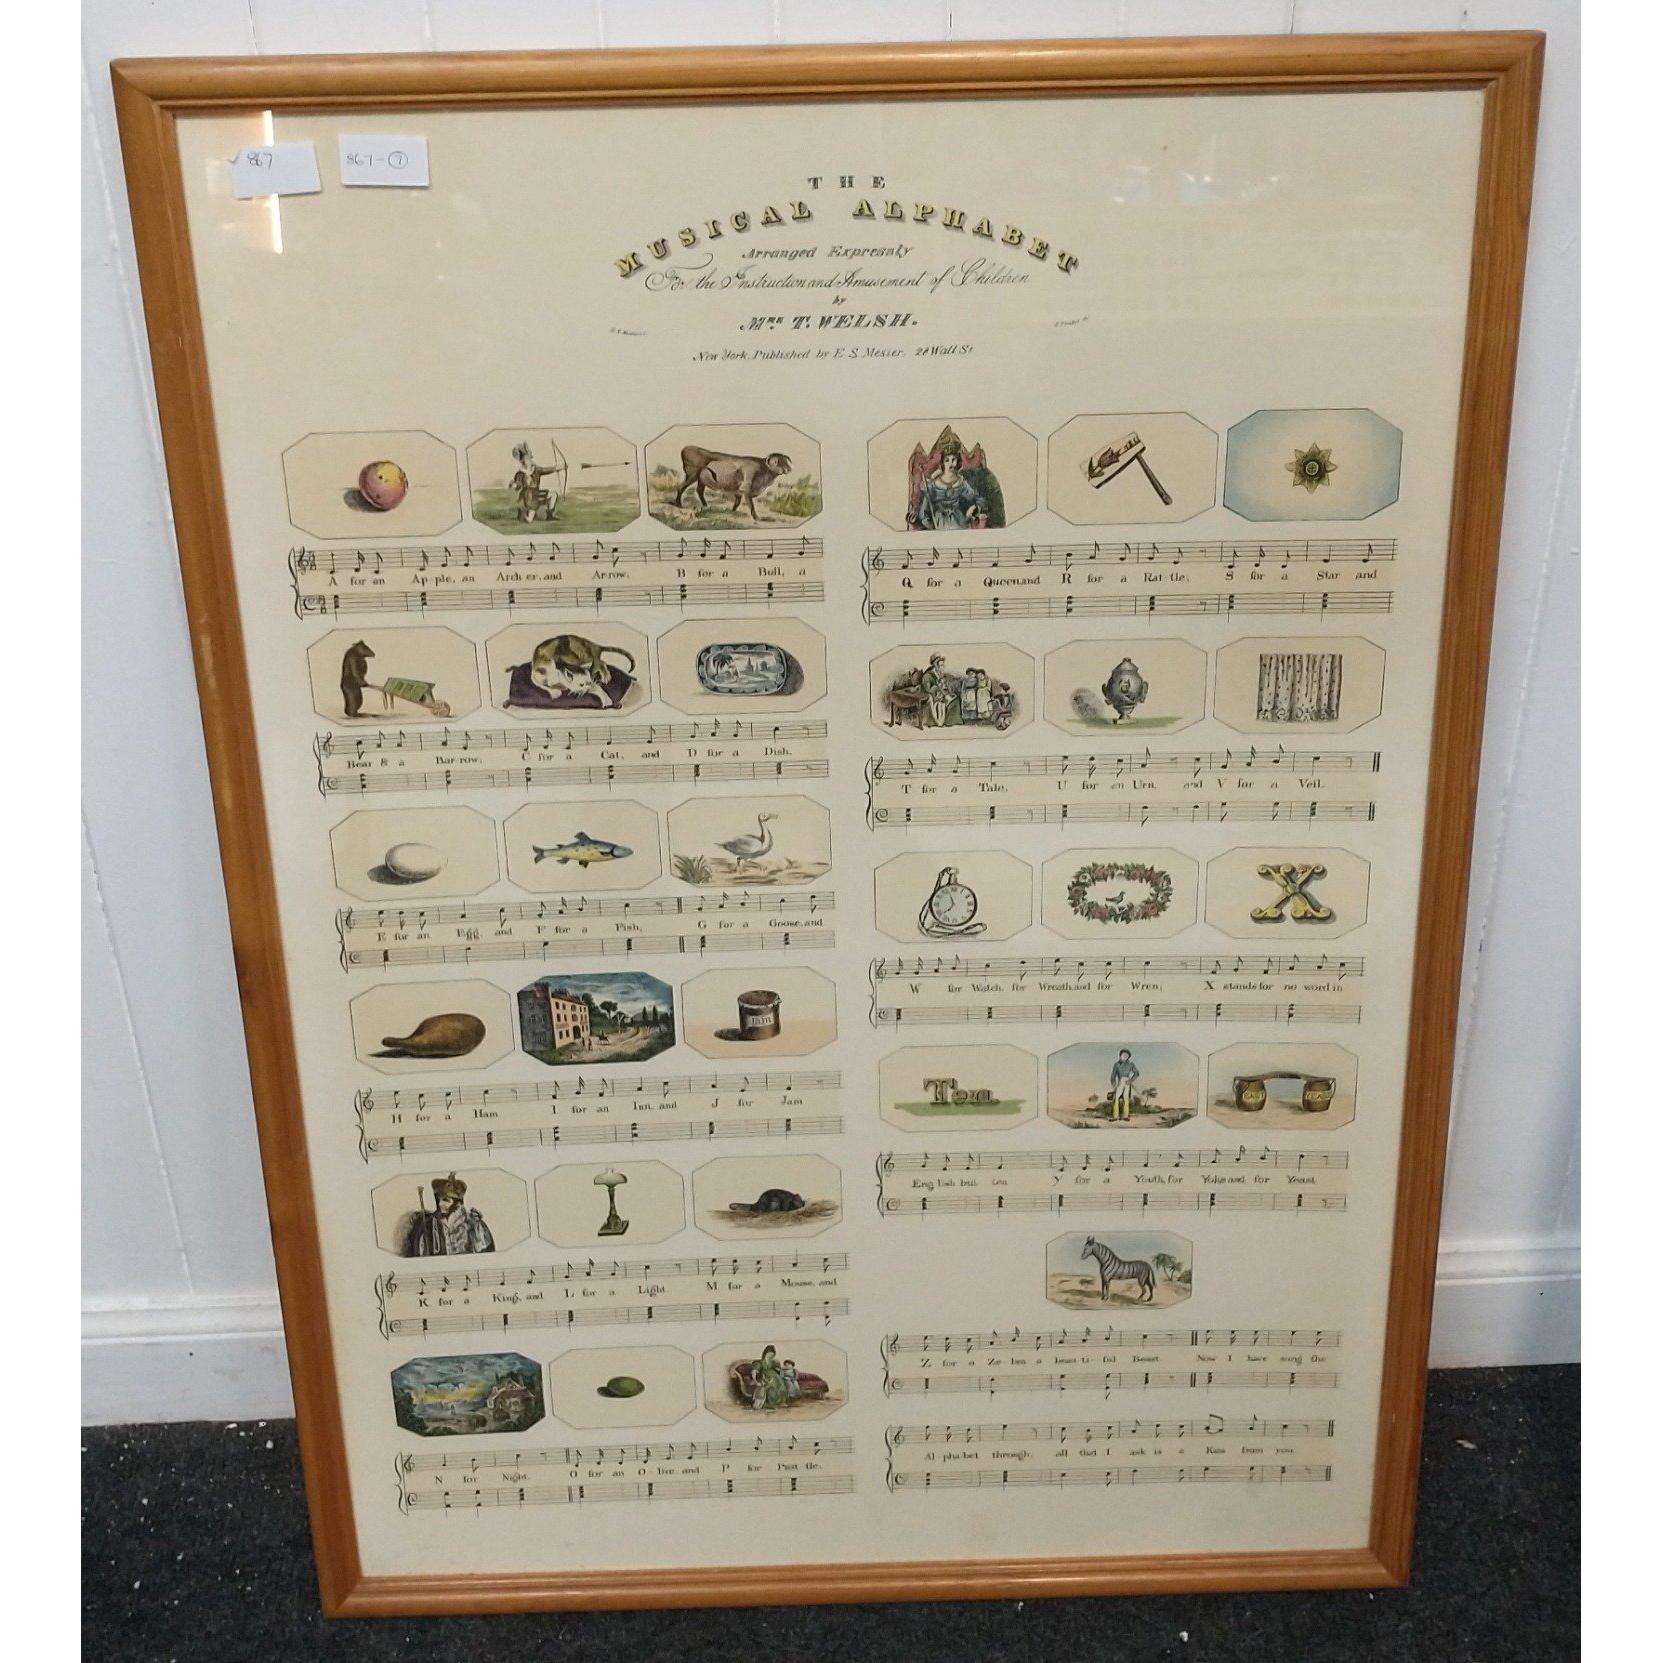 867
867-7
THE
MUSICAL ALPHABET
Arranged Expressly
For the Instruction and Amusement of Children
by
Mrs T. WELSH.
New York, Published by E. S. Mesier, 28 Wall St
A for an Ap-ple, an Arch er, and Ar-row; B for a Bull, a
Bear & a Bar-row; C for a Cat, and D for a Dish,
E for an Egg, and F for a Fish, G for a Goose, and
Jam
H for a Ham I for an Inn, and J for Jam
K for a King, and L for a Light M for a Mouse, and
N for Night, O for an O-live, and P for Prat-tle,
Q for a Queen, and R for a Rat-tle; S for a Star and
T for a Tale, U for an Urn, and V for a Veil.
X
W for Watch, for Wreath, and for Wren; X stands for no word in
Ten
Eng lish but ten Y for a Youth, for Yolk and for Yeast
Z for a Ze-bra a beau-ti-ful Beast Now I have sung the
Al-pha-bet through, all that I ask is a Kiss from you.